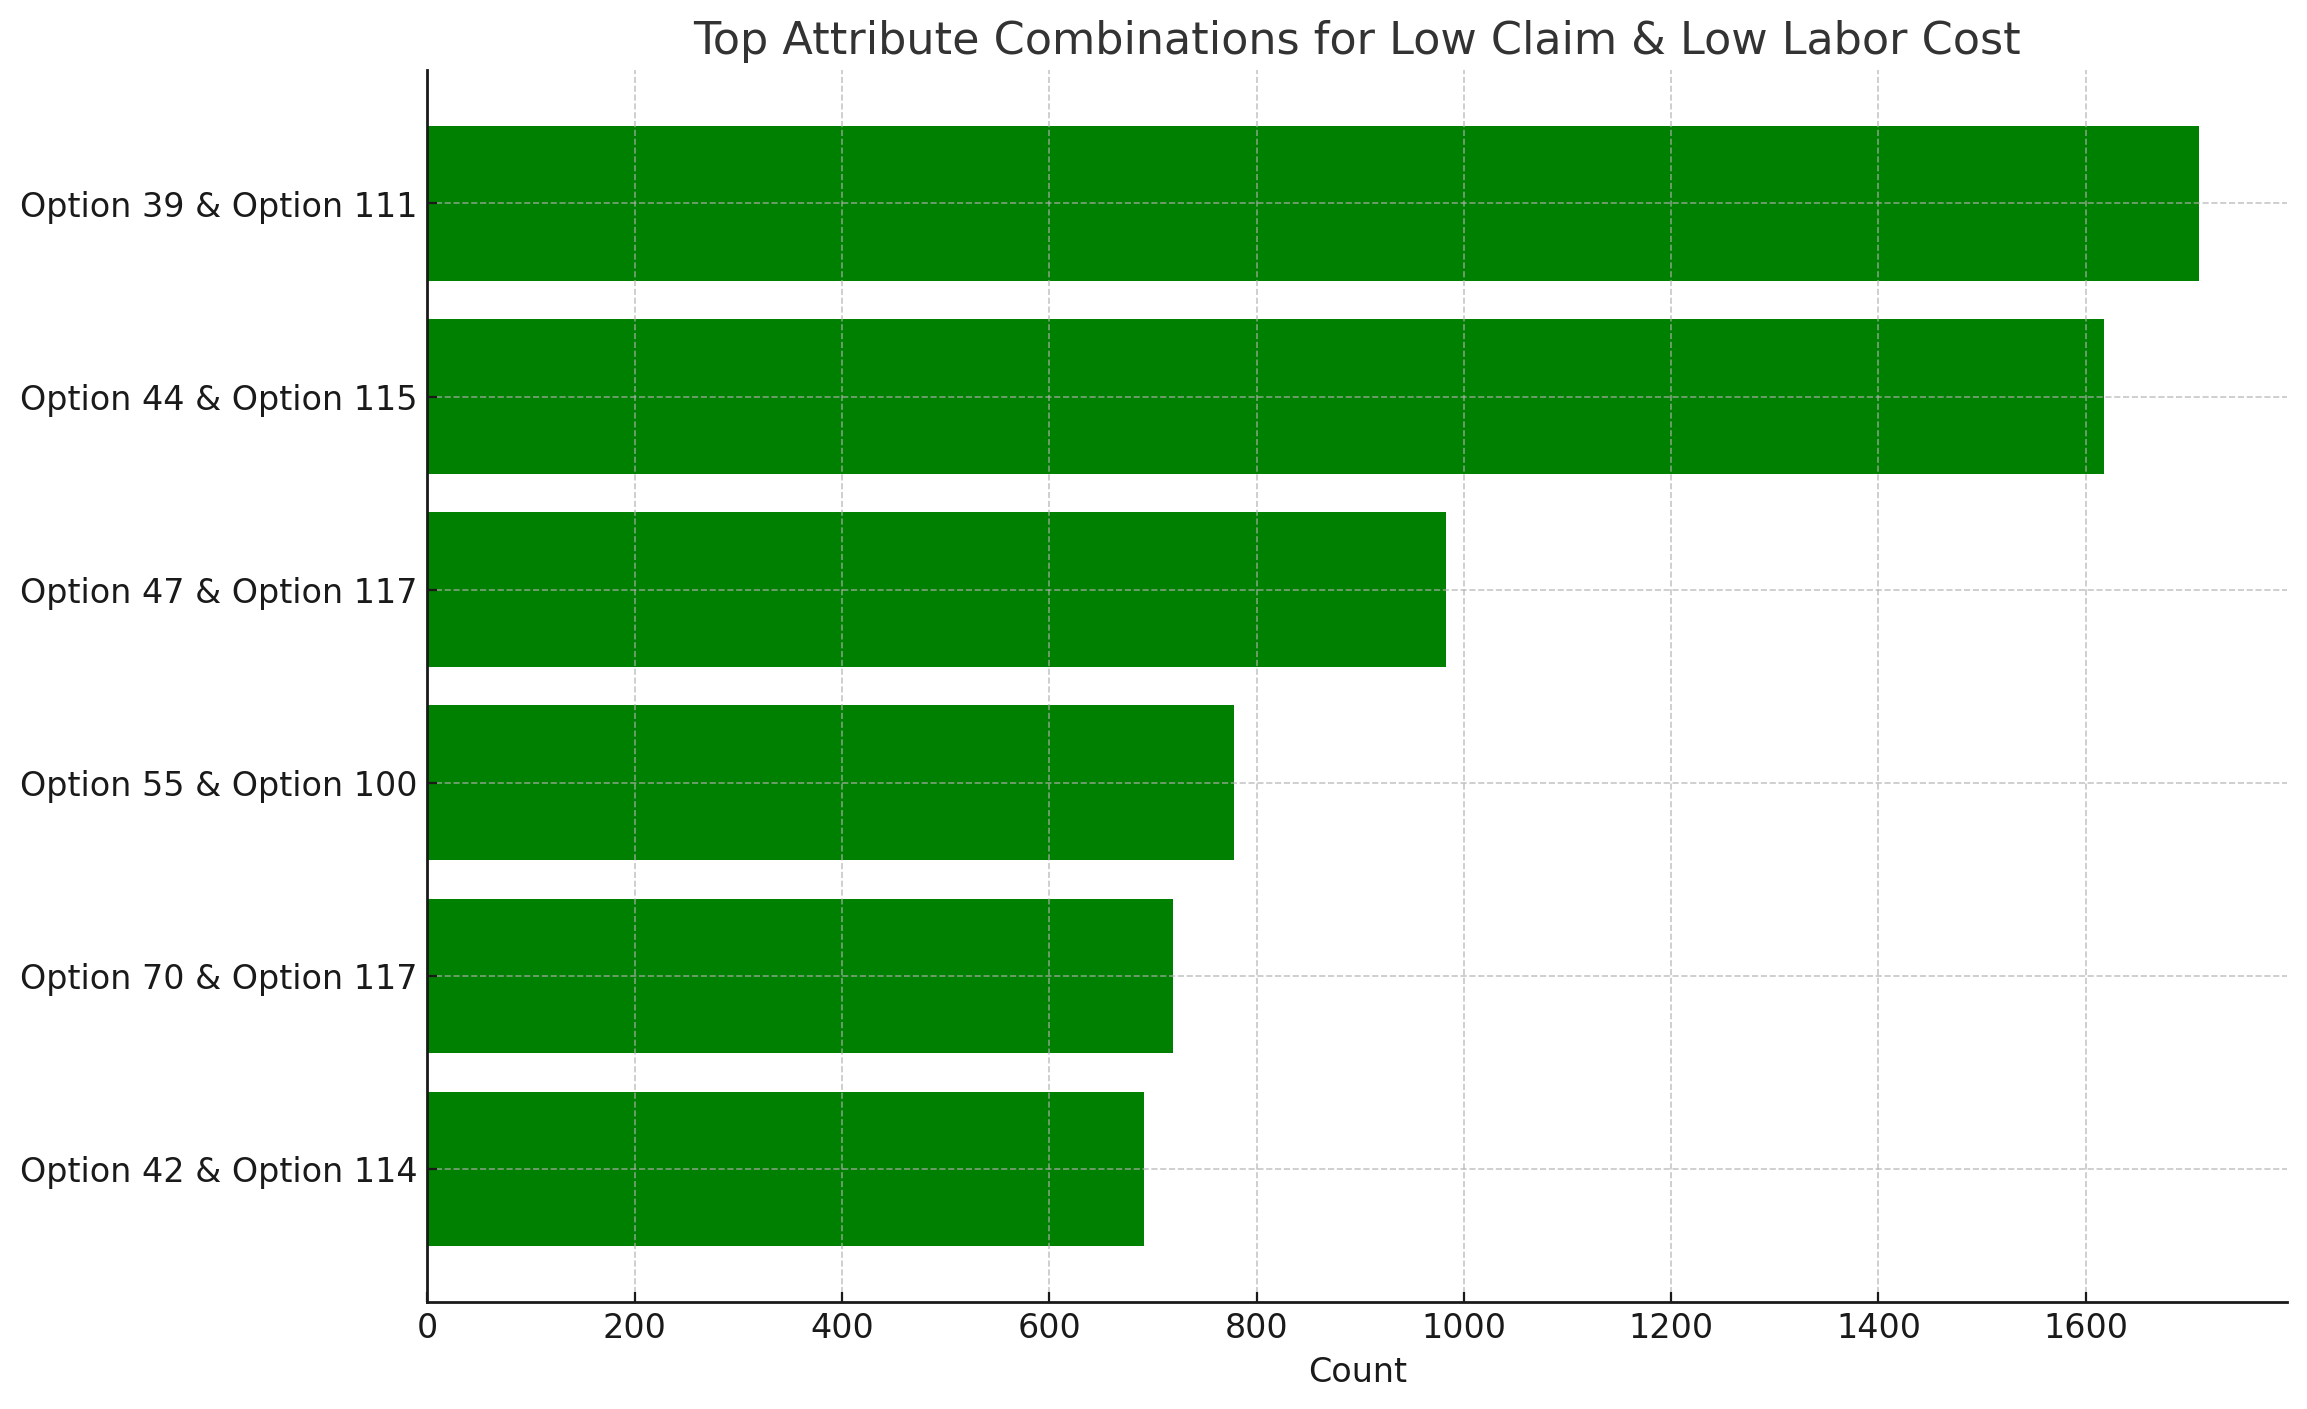 Top Attribute Combinations for Low Claim & Low Labor Cost
Option 39 & Option 111
Option 44 & Option 115
Option 47 & Option 117
Option 55 & Option 100
Option 70 & Option 117
Option 42 & Option 114
0 200 400 600 800 1000 1200 1400 1600
Count